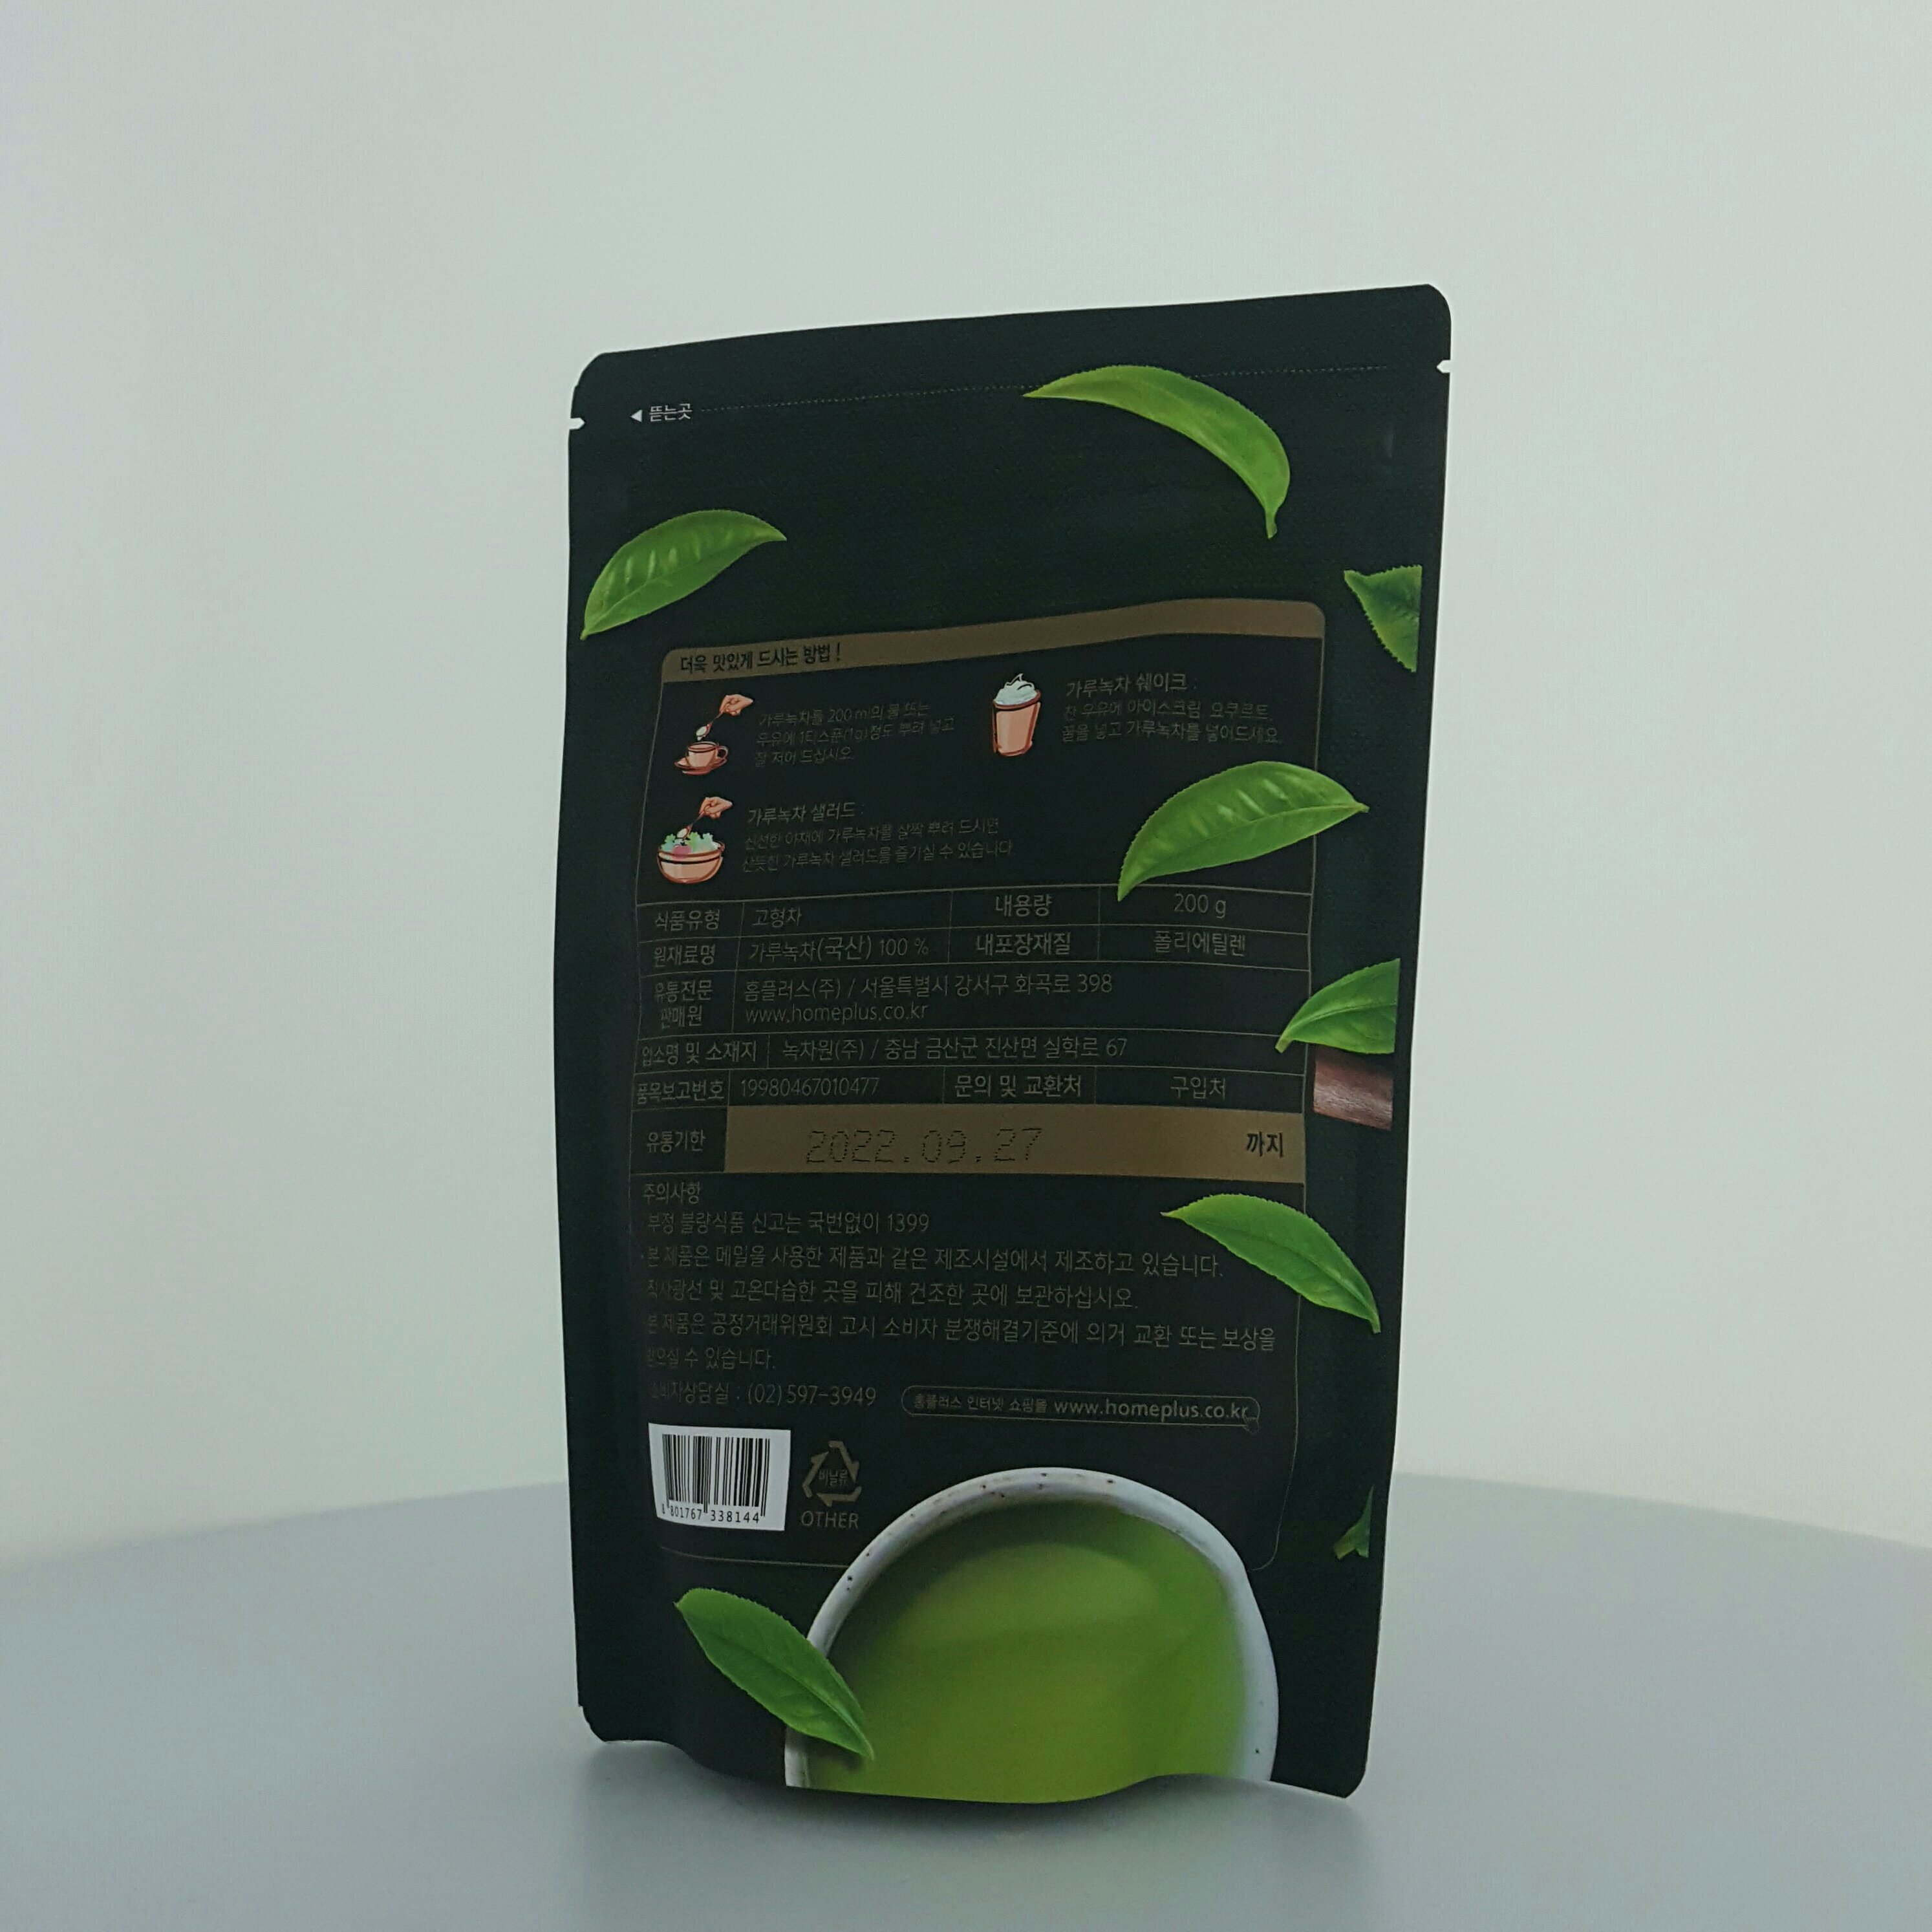 ◀ 뜯는곳
더욱 맛있게 드시는 방법 !
가루녹차를 200 ml의 물 또는
우유에 1티스푼(1g)정도 뿌려 넣고
잘 저어 드십시오.
가루녹차 쉐이크 :
찬 우유에 아이스크림, 요쿠르트,
꿀을 넣고 가루녹차를 넣어드세요.
가루녹차 샐러드 :
신선한 야채에 가루녹차를 살짝 뿌려 드시면
산뜻한 가루녹차 샐러드를 즐기실 수 있습니다.
식품유형 고형차 내용량 200 g
원재료명 가루녹차(국산) 100 % 내포장재질 폴리에틸렌
유통전문 판매원 홈플러스(주) / 서울특별시 강서구 화곡로 398
www.homeplus.co.kr
업소명 및 소재지 녹차원(주) / 충남 금산군 진산면 실학로 67
품목보고번호 19980467010477 문의 및 교환처 구입처
유통기한 2022.09.27 까지
주의사항
부정 불량식품 신고는 국번없이 1399
·본 제품은 메밀을 사용한 제품과 같은 제조시설에서 제조하고 있습니다.
직사광선 및 고온다습한 곳을 피해 건조한 곳에 보관하십시오.
본 제품은 공정거래위원회 고시 소비자 분쟁해결기준에 의거 교환 또는 보상을
받으실 수 있습니다.
소비자상담실 : (02)597-3949
홈플러스 인터넷 쇼핑몰 www.homeplus.co.kr
8 801767 338144
비닐류
OTHER